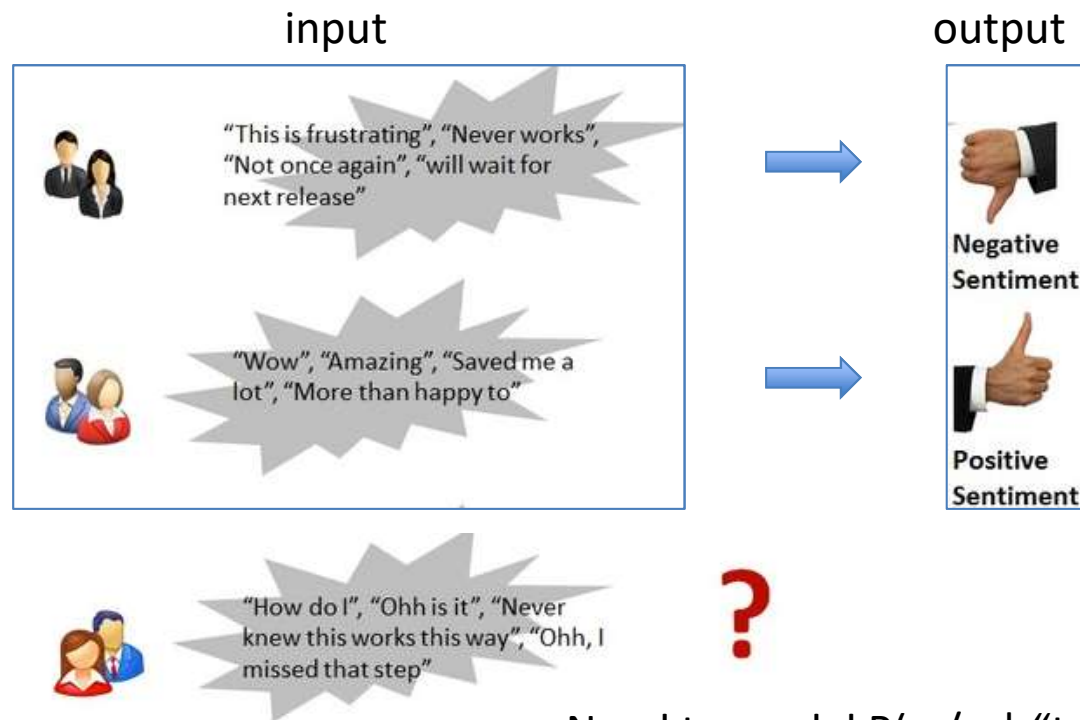 input
output
“This is frustrating”, “Never works”,
“Not once again”, “will wait for
next release”
Negative
Sentiment
“Wow”, “Amazing”, “Saved me a
lot”, “More than happy to”
Positive
Sentiment
“How do I”, “Ohh is it”, “Never
knew this works this way”, “Ohh, I
missed that step”
?